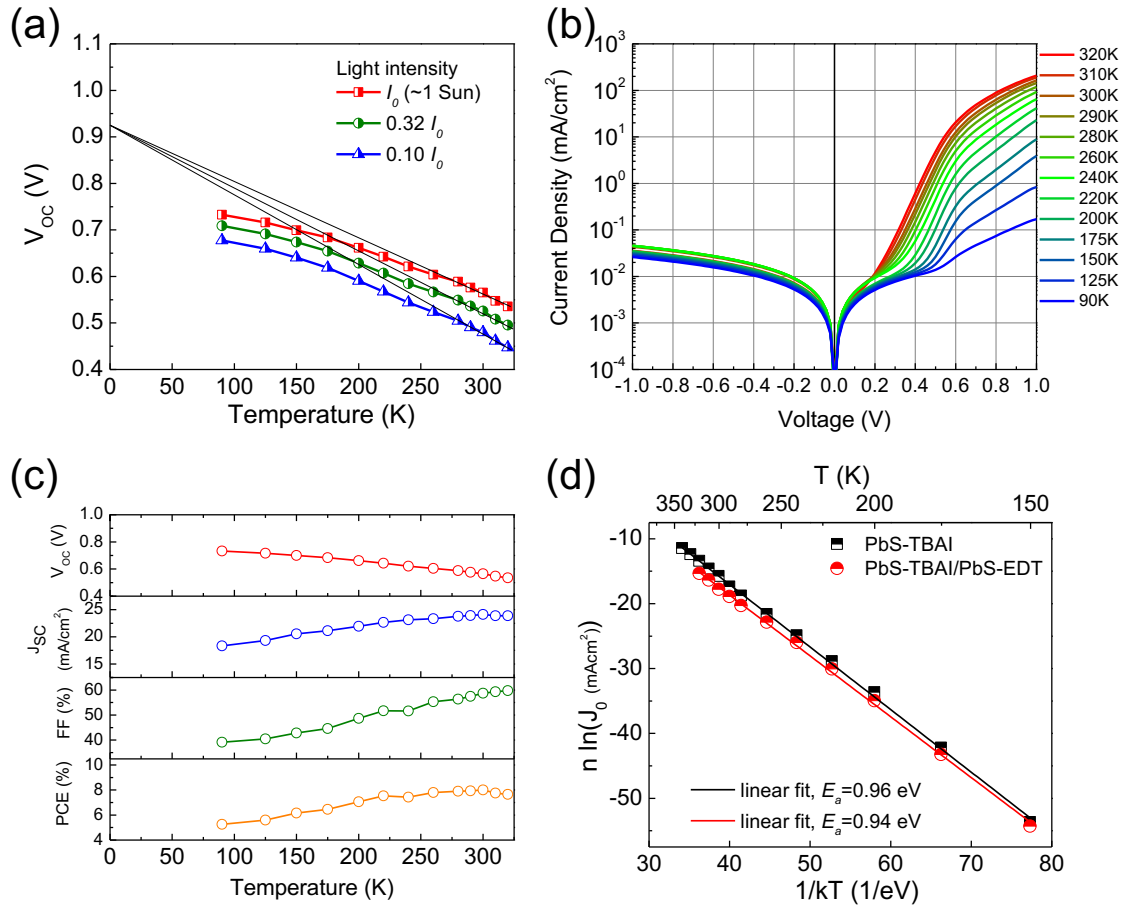 (a)
1.1
1.0
0.9
0.8
0.7
0.6
0.5
0.4
V_OC (V)
Light intensity
I_0 (~1 Sun)
0.32 I_0
0.10 I_0
0 50 100 150 200 250 300
Temperature (K)
(b)
10^3
10^2
10^1
10^0
10^-1
10^-2
10^-3
10^-4
Current Density (mA/cm^2)
-1.0 -0.8 -0.6 -0.4 -0.2 0.0 0.2 0.4 0.6 0.8 1.0
Voltage (V)
320K
310K
300K
290K
280K
260K
240K
220K
200K
175K
150K
125K
90K
(c)
1.0
0.8
0.6
0.4
V_OC
(V)
25
20
15
J_SC
(mA/cm^2)
60
50
40
FF (%)
10
8
6
4
PCE (%)
0 50 100 150 200 250 300
Temperature (K)
(d)
T (K)
350 300 250 200 150
-10
-20
-30
-40
-50
n ln(J_0 (mAcm^2))
PbS-TBAI
PbS-TBAI/PbS-EDT
linear fit, E_a=0.96 eV
linear fit, E_a=0.94 eV
30 40 50 60 70 80
1/kT (1/eV)